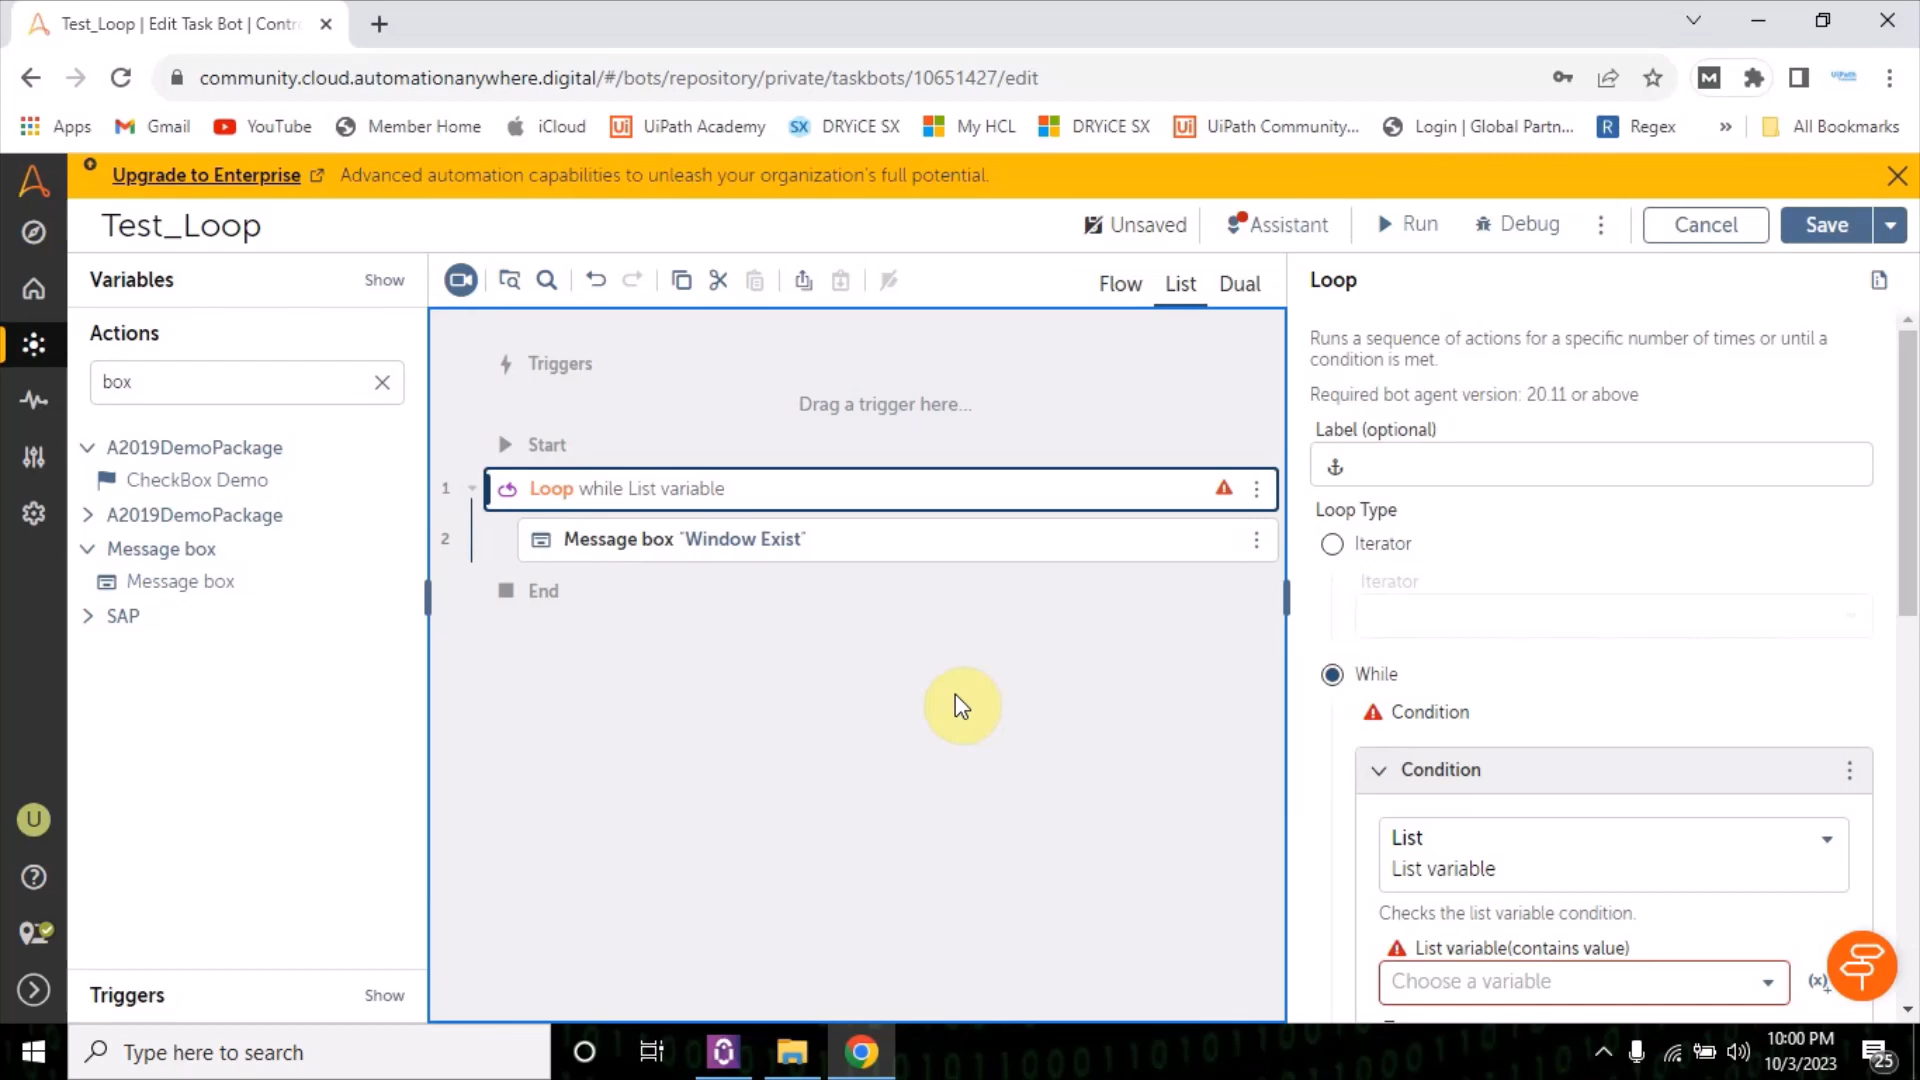 Test_Loop | Edit Task Bot | Contro
community.cloud.automationanywhere.digital/#/bots/repository/private/taskbots/10651427/edit
Apps
Gmail
YouTube
Member Home
iCloud
UiPath Academy
DRYiCE SX
My HCL
DRYiCE SX
UiPath Community...
Login | Global Partn...
Regex
»
All Bookmarks
Upgrade to Enterprise
Advanced automation capabilities to unleash your organization's full potential.
Test_Loop
Unsaved
Assistant
Run
Debug
Cancel
Save
Variables
Show
Flow
List
Dual
Loop
Actions
box
A2019DemoPackage
CheckBox Demo
A2019DemoPackage
Message box
Message box
SAP
Triggers
Show
Triggers
Drag a trigger here...
Start
1
Loop while List variable
2
Message box "Window Exist"
End
Runs a sequence of actions for a specific number of times or until a
condition is met.
Required bot agent version: 20.11 or above
Label (optional)
Loop Type
Iterator
Iterator
While
Condition
Condition
List
List variable
Checks the list variable condition.
List variable(contains value)
Choose a variable
(x)+
U
Type here to search
10:00 PM
10/3/2023
25